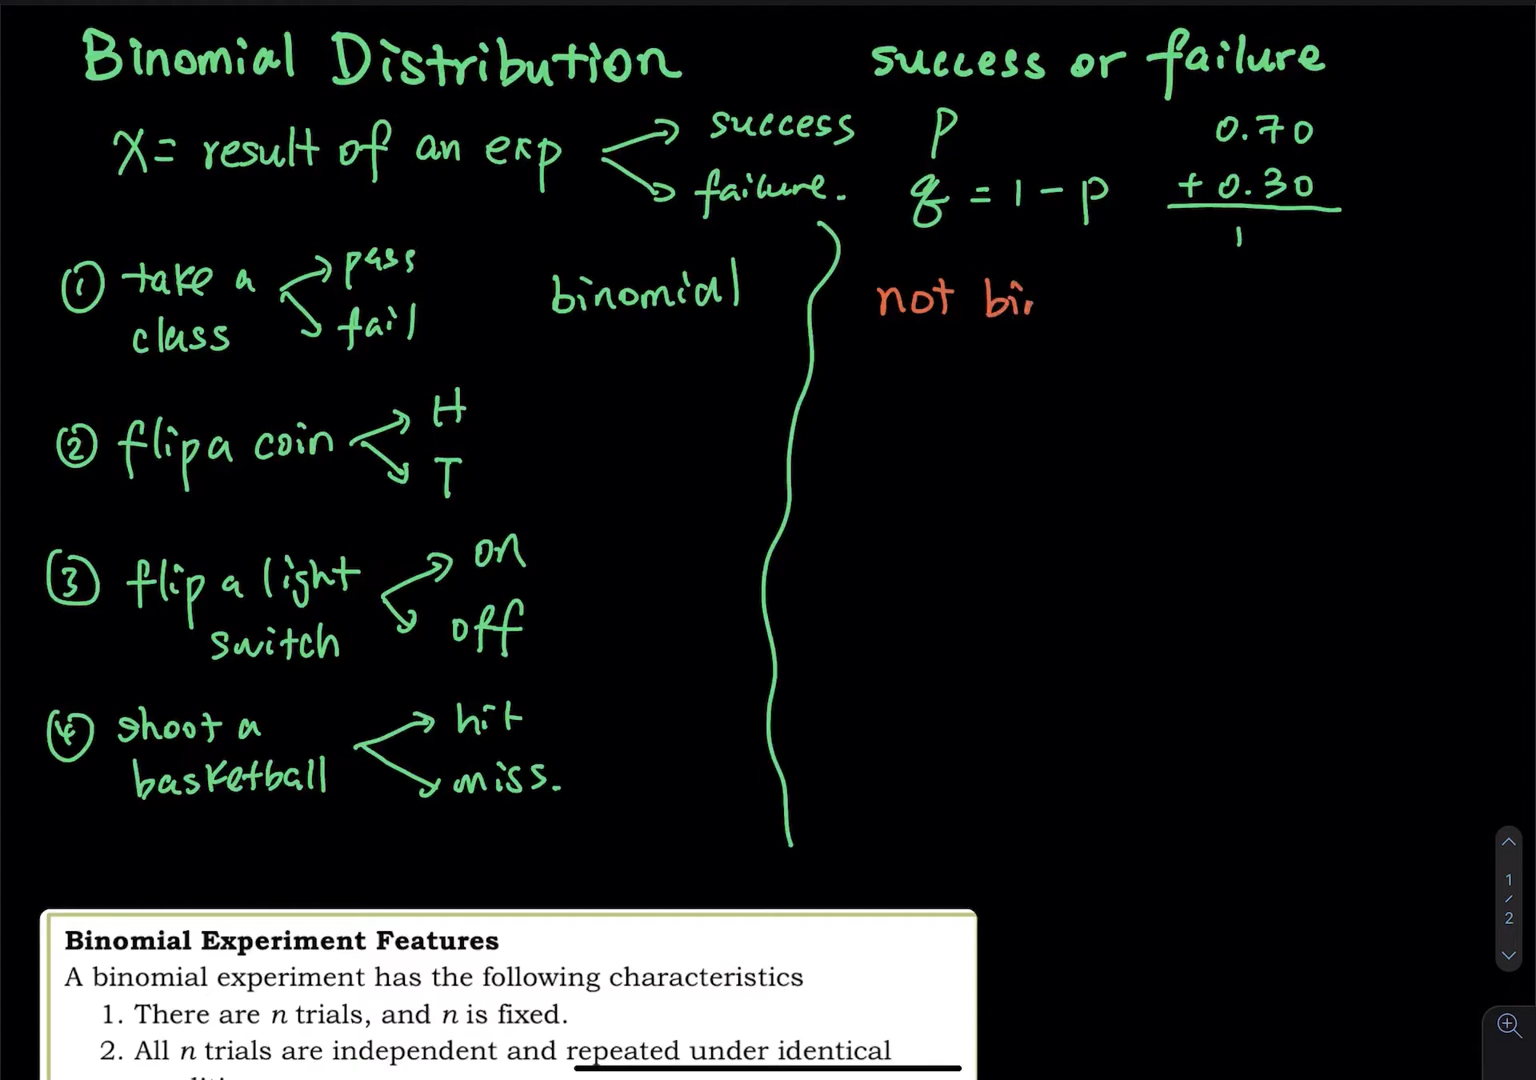 Binomial Distribution
success or failure
X = result of an exp
success
failure.
p
q = 1 - p
0.70
+ 0.30
1
① take a class
pass
fail
binomial
not bi
② flip a coin
H
T
③ flip a light switch
on
off
④ shoot a basketball
hit
miss.
Binomial Experiment Features
A binomial experiment has the following characteristics
1. There are n trials, and n is fixed.
2. All n trials are independent and repeated under identical
1
/
2